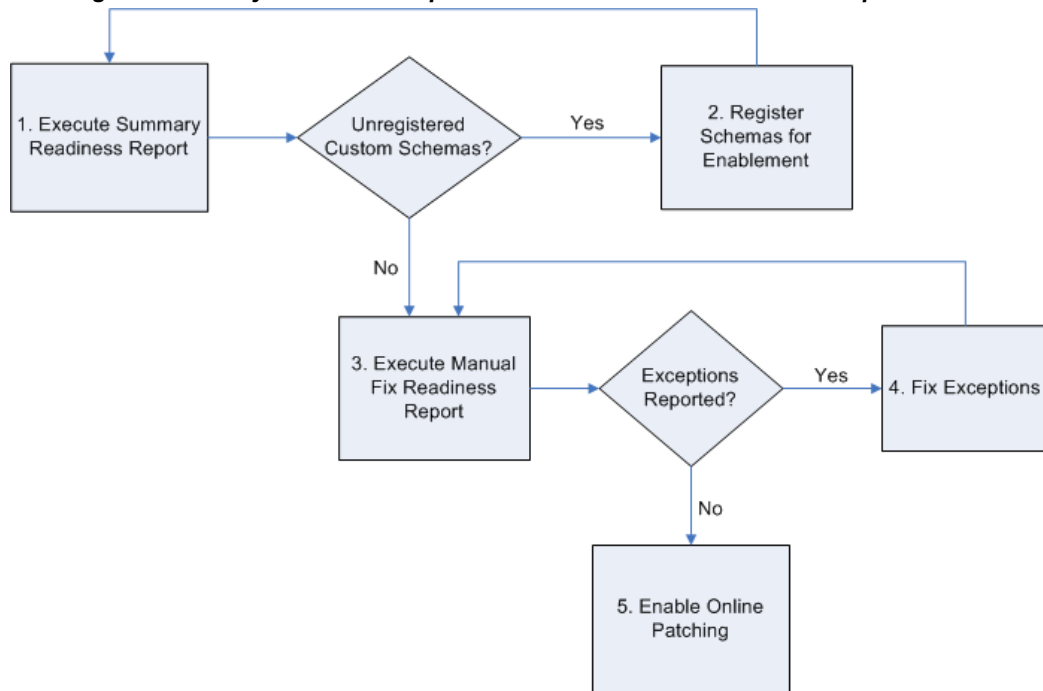 1. Execute Summary
Readiness Report
Unregistered
Custom Schemas?
Yes
2. Register
Schemas for
Enablement
No
3. Execute Manual
Fix Readiness
Report
Exceptions
Reported?
Yes
4. Fix Exceptions
No
5. Enable Online
Patching